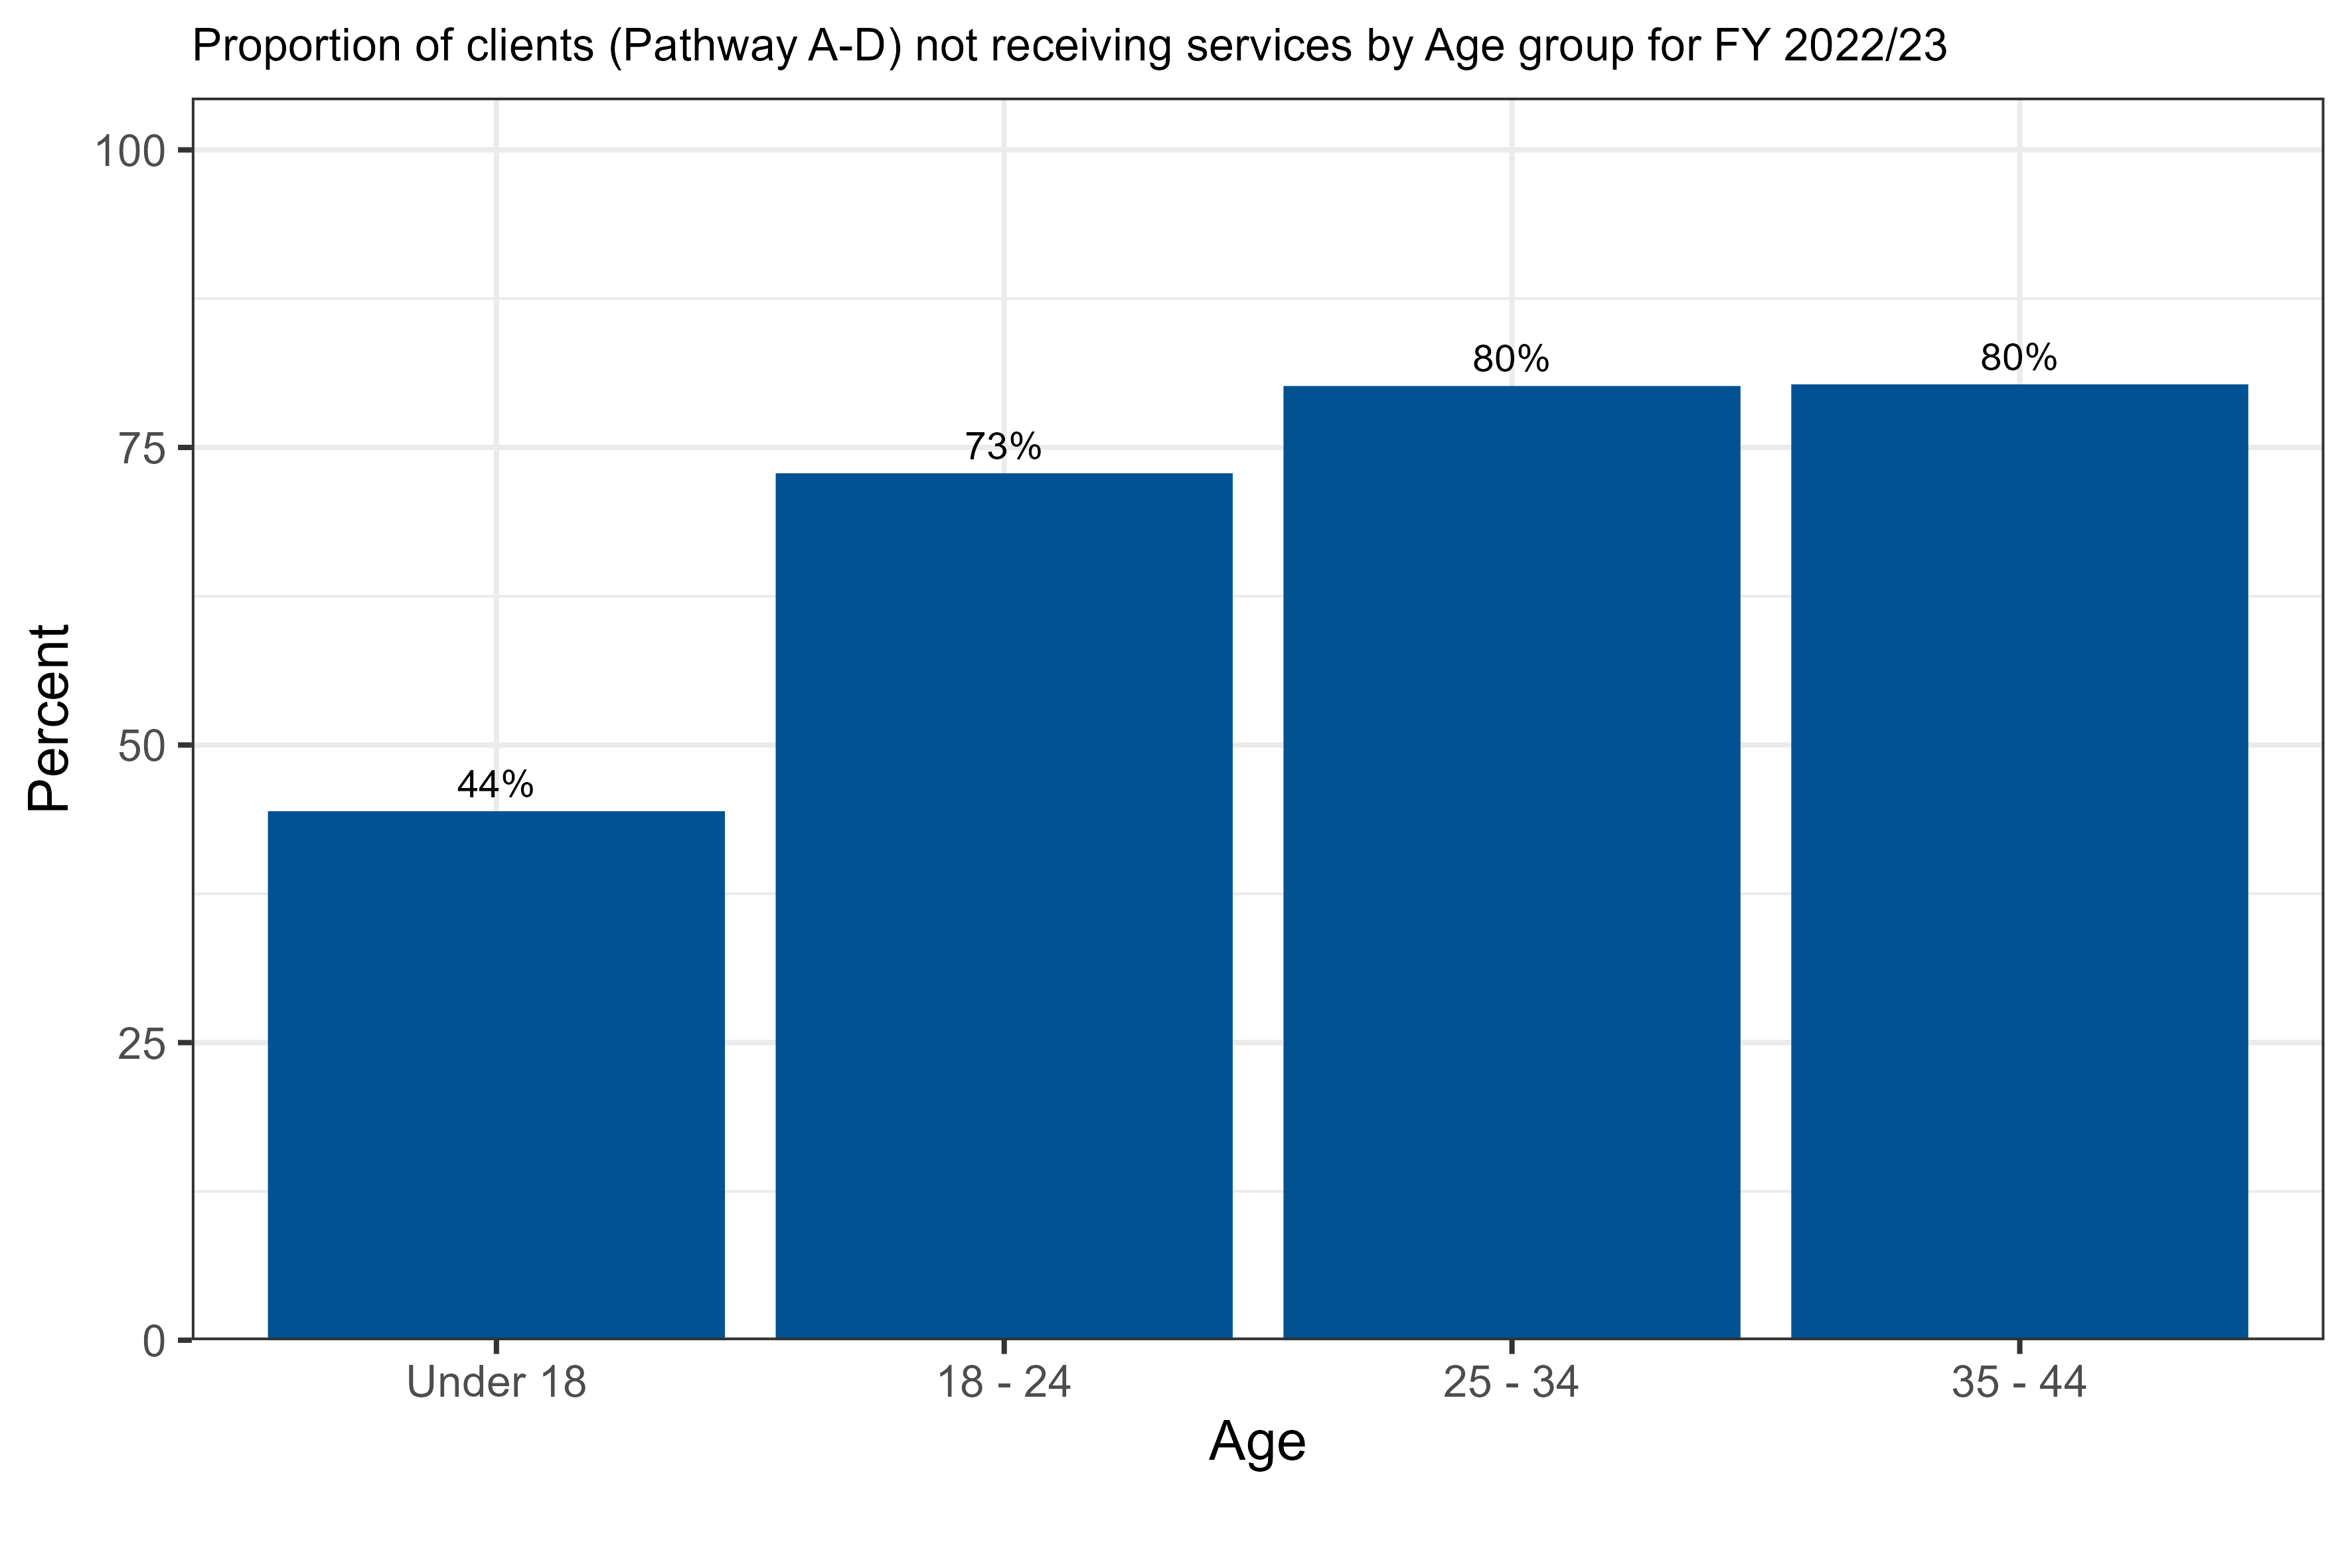 Proportion of clients (Pathway A-D) not receiving services by Age group for FY 2022/23
100
75
50
25
0
Percent
44%
73%
80%
80%
Under 18
18 - 24
25 - 34
35 - 44
Age